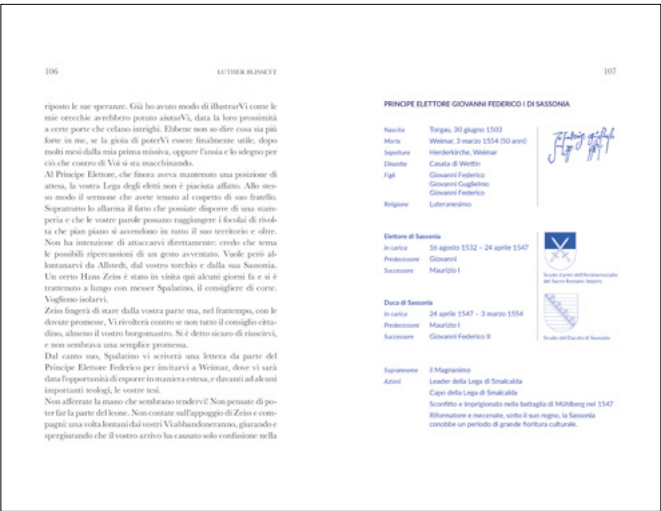 106
LUTHER BLISSETT
riposto le sue speranze. Già ho avuto modo di illustrarVi come le
mie orecchie avrebbero potuto aiutarVi, data la loro prossimità
a certe porte che celano intrighi. Ebbene non so dire cosa sia più
forte in me, se la gioia di poterVi essere finalmente utile, dopo
molti mesi dalla mia prima missiva, oppure l'ansia e lo sdegno per
ciò che contro di Voi si sta macchinando.
Al Principe Elettore, che finora aveva mantenuto una posizione di
attesa, la vostra Lega degli eletti non è piaciuta affatto. Allo stes-
so modo il sermone che avete tenuto al cospetto di suo fratello.
Soprattutto lo allarma il fatto che possiate disporre di una stam-
peria e che le vostre parole possano raggiungere i focolai di rivol-
ta che pian piano si accendono in tutto il suo territorio e oltre.
Non ha intenzione di attaccarvi direttamente: credo che tema
le possibili ripercussioni di un gesto avventato. Vuole però al-
lontanarvi da Allstedt, dal vostro torchio e dalla sua Sassonia.
Un certo Hans Zeiss è stato in visita qui alcuni giorni fa e si è
trattenuto a lungo con messer Spalatino, il consigliere di corte.
Vogliono isolarvi.
Zeiss fingerà di stare dalla vostra parte ma, nel frattempo, con le
dovute promesse, Vi rivolterà contro se non tutto il consiglio citta-
dino, almeno il vostro borgomastro. Si è detto sicuro di riuscirvi,
e non sembrava una semplice promessa.
Dal canto suo, Spalatino vi scriverà una lettera da parte del
Principe Elettore Federico per invitarvi a Weimar, dove vi sarà
data l'opportunità di esporre in maniera estesa, e davanti ad alcuni
importanti teologi, le vostre tesi.
Non afferrate la mano che sembrano tendervi! Non pensate di po-
ter far la parte del leone. Non contate sull'appoggio di Zeiss e com-
pagni: una volta lontani dai vostri Vi abbandoneranno, giurando e
spergiurando che il vostro arrivo ha causato solo confusione nella
107
PRINCIPE ELETTORE GIOVANNI FEDERICO I DI SASSONIA
Nascita Torgau, 30 giugno 1503
Morte Weimar, 3 marzo 1554 (50 anni)
Sepoltura Herderkirche, Weimar
Dinastia Casata di Wettin
Figli Giovanni Federico
Giovanni Guglielmo
Giovanni Federico
Religione Luteranesimo
Elettore di Sassonia
In carica 16 agosto 1532 – 24 aprile 1547
Predecessore Giovanni
Successore Maurizio I
Scudo d'armi dell'Arcimaresciallo
del Sacro Romano Impero
Duca di Sassonia
In carica 24 aprile 1547 – 3 marzo 1554
Predecessore Maurizio I
Successore Giovanni Federico II
Scudo del Ducato di Sassonia
Soprannome il Magnanimo
Azioni Leader della Lega di Smalcalda
Capo della Lega di Smalcalda
Sconfitto e imprigionato nella battaglia di Mühlberg nel 1547
Riformatore e mecenate, sotto il suo regno, la Sassonia
conobbe un periodo di grande fioritura culturale.